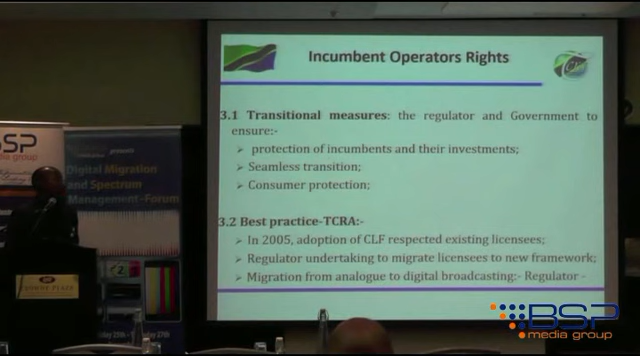 Incumbent Operators Rights
3.1 Transitional measures: the regulator and Government to
ensure:-
protection of incumbents and their investments;
Seamless transition;
Consumer protection;
3.2 Best practice-TCRA:-
In 2005, adoption of CLF respected existing licensees;
Regulator undertaking to migrate licensees to new framework;
Migration from analogue to digital broadcasting:- Regulator -
BSP
media group
Digital Migration
and Spectrum
Management-Forum
BSP
media group